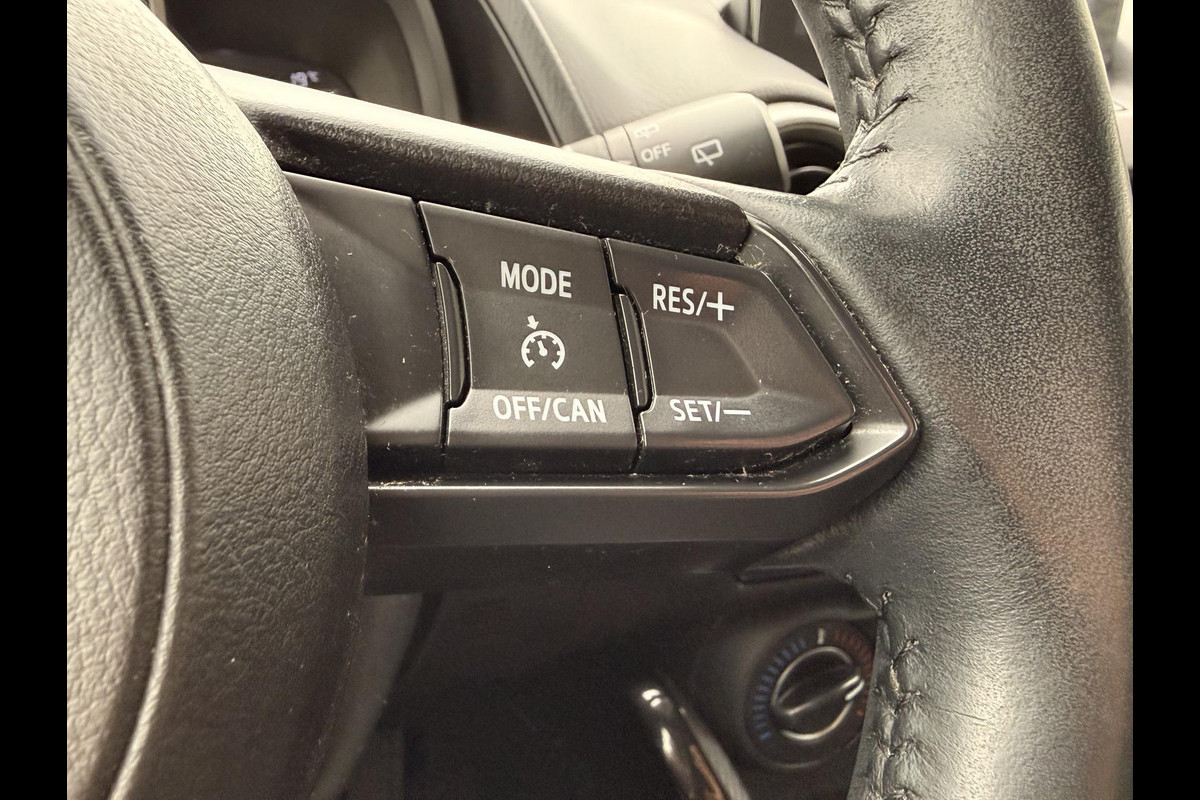 OFF
MODE
RES/+
OFF/CAN
SET/—